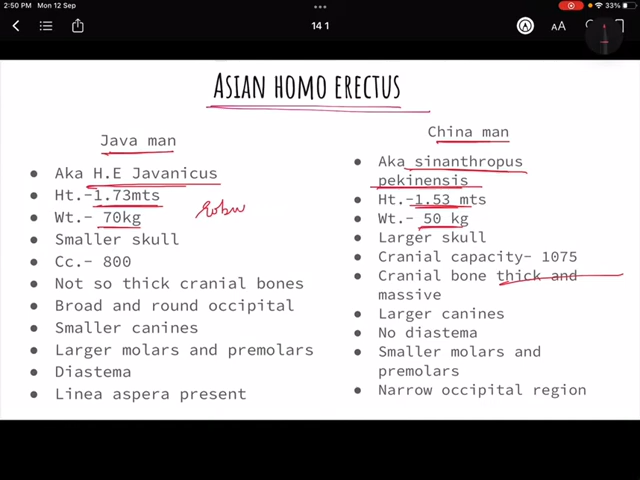 2:50 PM Mon 12 Sep
33%
14 1
AA
ASIAN HOMO ERECTUS
Java man
Aka H.E Javanicus
Ht.-1.73mts
Wt.- 70kg
Smaller skull
Cc.- 800
Not so thick cranial bones
Broad and round occipital
Smaller canines
Larger molars and premolars
Diastema
Linea aspera present
China man
Aka sinanthropus
pekinensis
Ht.-1.53 mts
Wt.- 50 kg
Larger skull
Cranial capacity- 1075
Cranial bone thick and
massive
Larger canines
No diastema
Smaller molars and
premolars
Narrow occipital region